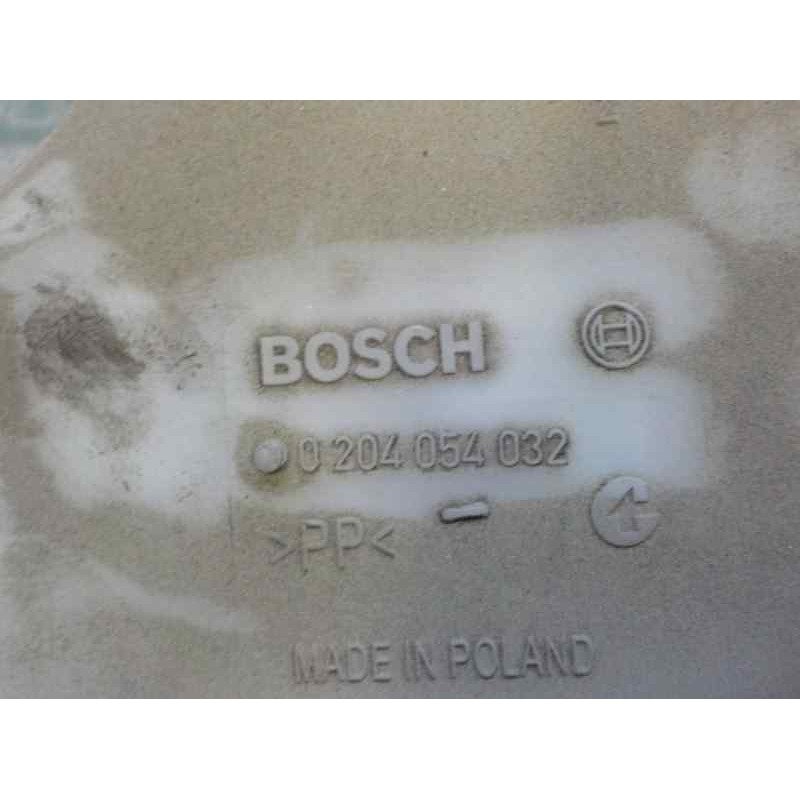 BOSCH
0 204 054 032
>PP<
MADE IN POLAND